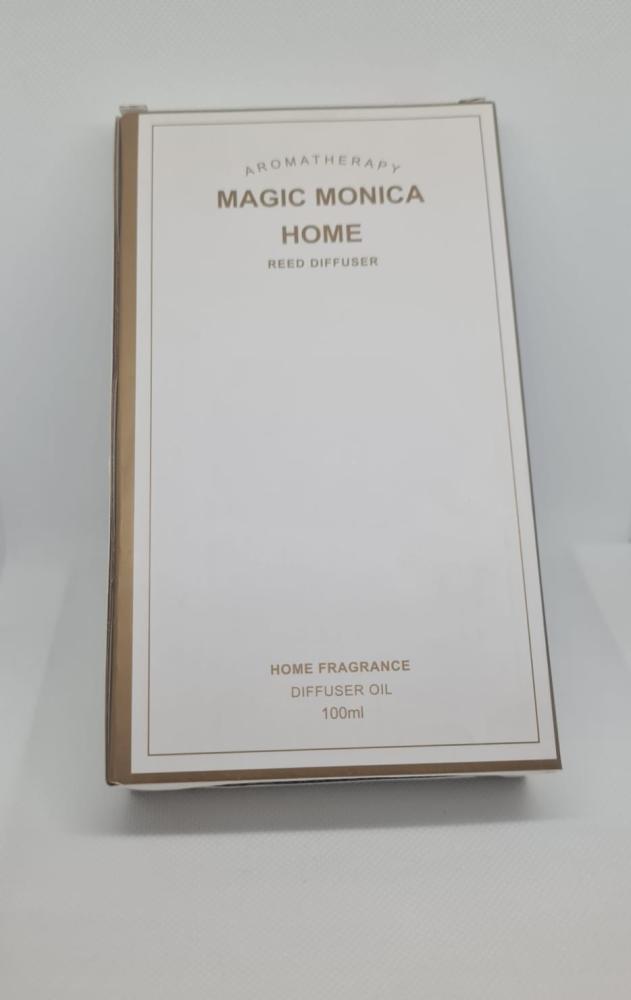 AROMATHERAPY
MAGIC MONICA
HOME
REED DIFFUSER
HOME FRAGRANCE
DIFFUSER OIL
100ml